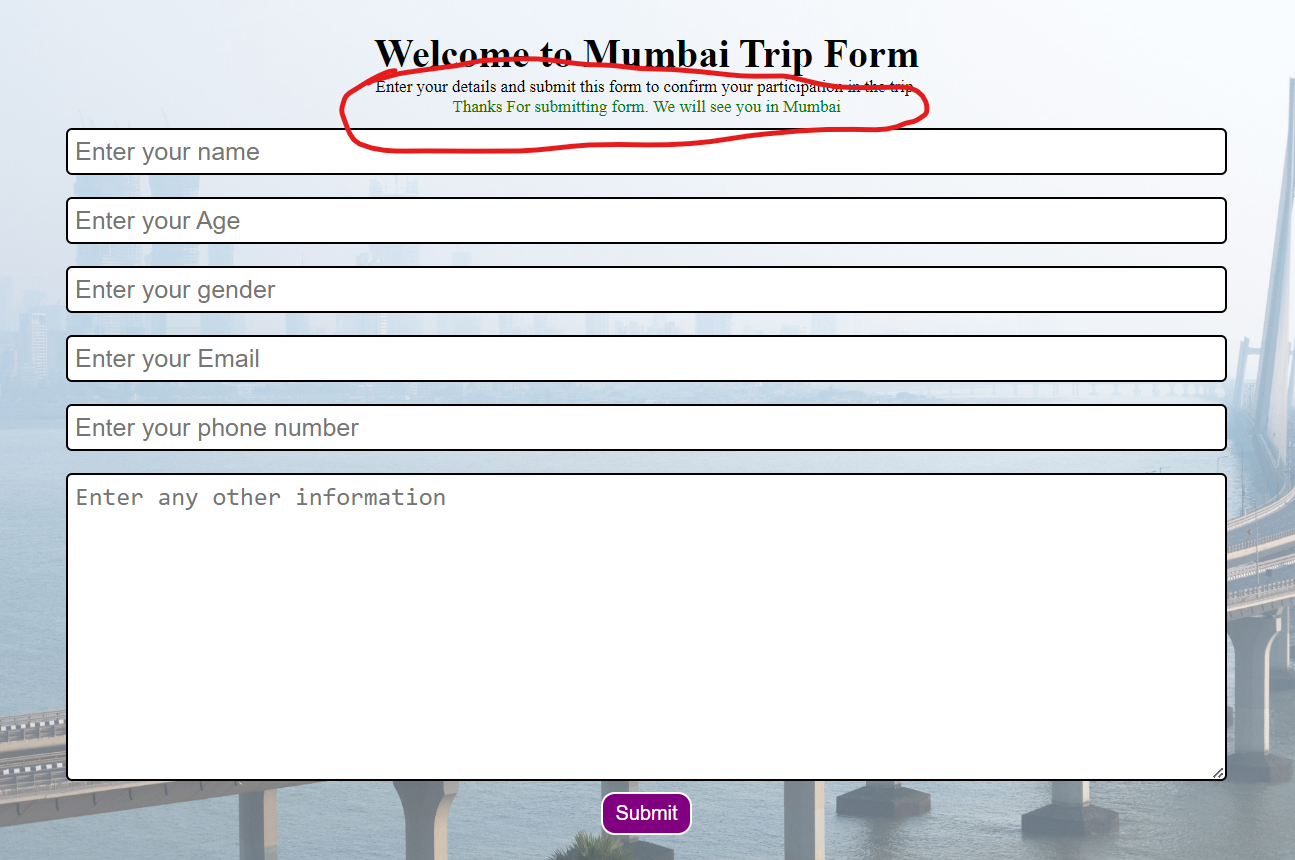 Welcome to Mumbai Trip Form
Enter your details and submit this form to confirm your participation in the trip
Thanks For submitting form. We will see you in Mumbai
Enter your name
Enter your Age
Enter your gender
Enter your Email
Enter your phone number
Enter any other information
Submit